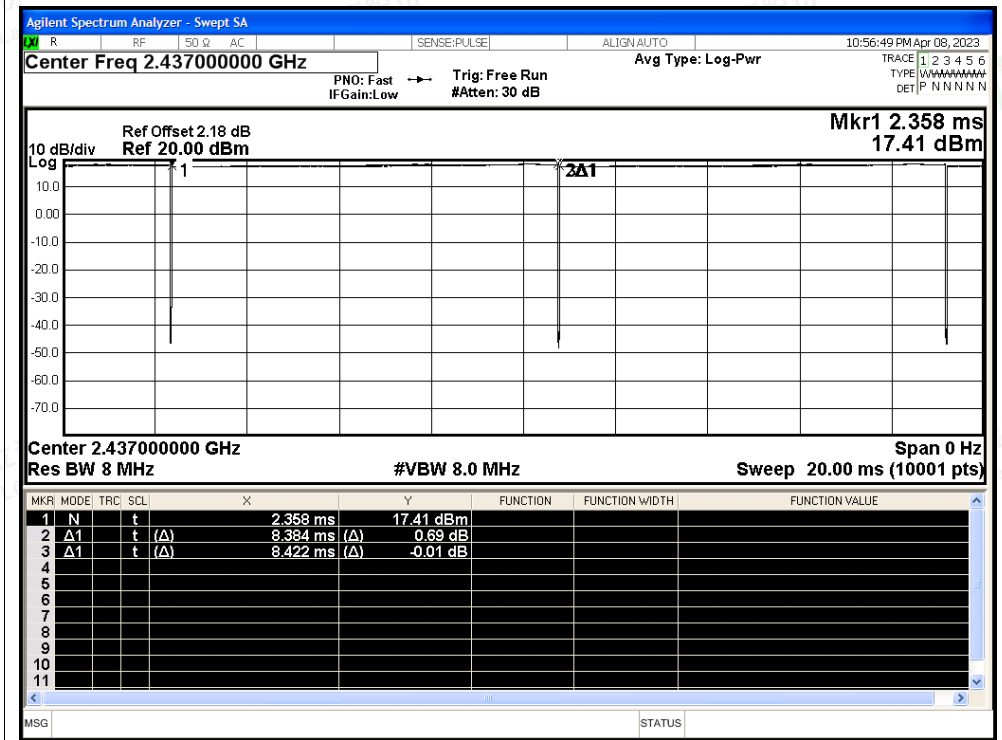 Agilent Spectrum Analyzer - Swept SA
LXI R RF 50 Ω AC SENSE:PULSE ALIGN AUTO 10:56:49 PM Apr 08, 2023
Center Freq 2.437000000 GHz
PNO: Fast
IFGain:Low
Trig: Free Run
#Atten: 30 dB
Avg Type: Log-Pwr
TRACE 1 2 3 4 5 6
TYPE WWWWWW
DET P N N N N N
Mkr1 2.358 ms
17.41 dBm
Ref Offset 2.18 dB
10 dB/div Ref 20.00 dBm
Log
1
2Δ1
10.0
0.00
-10.0
-20.0
-30.0
-40.0
-50.0
-60.0
-70.0
Center 2.437000000 GHz Span 0 Hz
Res BW 8 MHz #VBW 8.0 MHz Sweep 20.00 ms (10001 pts)
MKR MODE TRC SCL X Y FUNCTION FUNCTION WIDTH FUNCTION VALUE
1 N t 2.358 ms 17.41 dBm
2 Δ1 t (Δ) 8.384 ms (Δ) 0.69 dB
3 Δ1 t (Δ) 8.422 ms (Δ) -0.01 dB
4
5
6
7
8
9
10
11
MSG STATUS